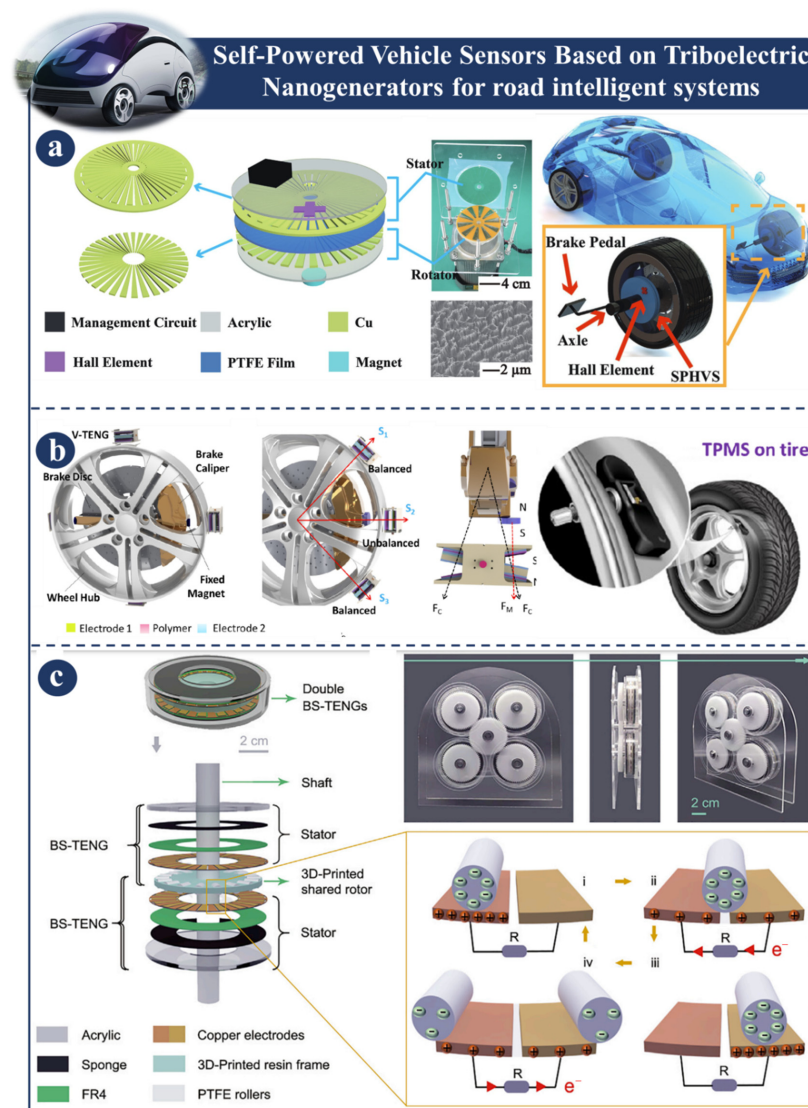 Self-Powered Vehicle Sensors Based on Triboelectric
Nanogenerators for road intelligent systems
a
Stator
Rotator
4 cm
2 μm
Brake Pedal
Axle
Hall Element
SPHVS
Management Circuit
Acrylic
Cu
Hall Element
PTFE Film
Magnet
b
V-TENG
Brake Disc
Brake
Caliper
Fixed
Magnet
Wheel Hub
Electrode 1
Polymer
Electrode 2
S1
Balanced
S2
Unbalanced
Balanced
S3
N
S
S
FC
FM
FC
TPMS on tire
c
Double
BS-TENGs
2 cm
Shaft
Stator
BS-TENG
3D-Printed
shared rotor
BS-TENG
Stator
2 cm
i
ii
R
R
e−
iv
iii
R
e−
R
Acrylic
Copper electrodes
Sponge
3D-Printed resin frame
FR4
PTFE rollers